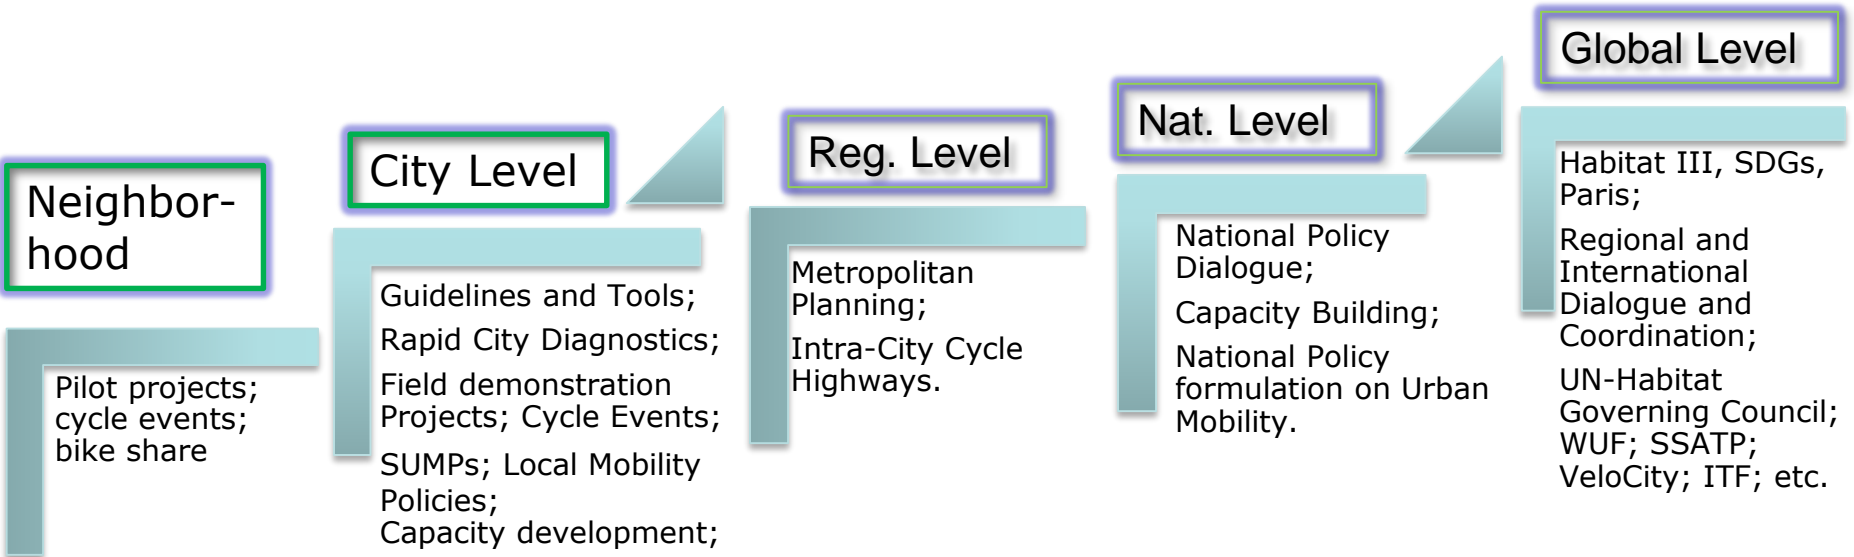 Neighbor-
hood
Pilot projects;
cycle events;
bike share
City Level
Guidelines and Tools;
Rapid City Diagnostics;
Field demonstration
Projects; Cycle Events;
SUMPs; Local Mobility
Policies;
Capacity development;
Reg. Level
Metropolitan
Planning;
Intra-City Cycle
Highways.
Nat. Level
National Policy
Dialogue;
Capacity Building;
National Policy
formulation on Urban
Mobility.
Global Level
Habitat III, SDGs,
Paris;
Regional and
International
Dialogue and
Coordination;
UN-Habitat
Governing Council;
WUF; SSATP;
VeloCity; ITF; etc.